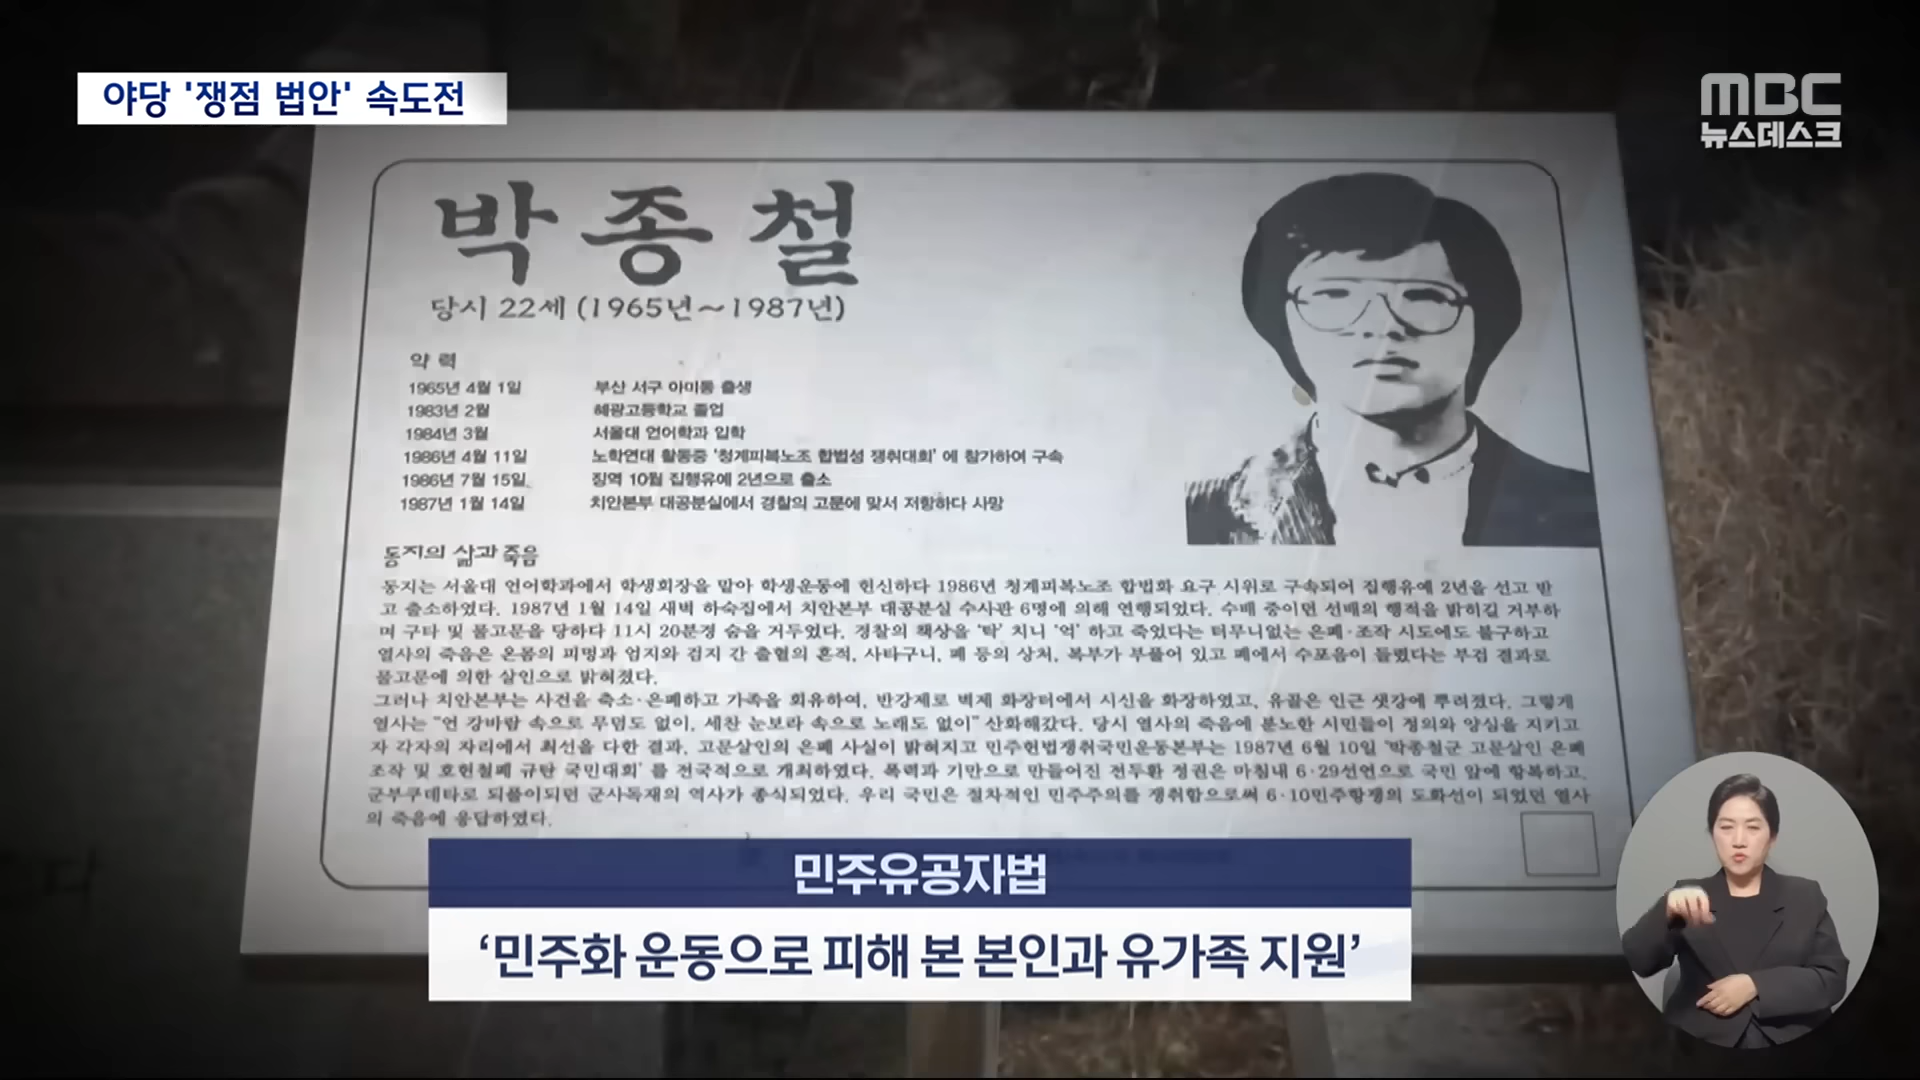 야당 '쟁점 법안' 속도전
MBC
뉴스데스크
박종철
당시 22세 (1965년~1987년)
약 력
1965년 4월 1일 부산 서구 아미동 출생
1983년 2월 혜광고등학교 졸업
1984년 3월 서울대 언어학과 입학
1986년 4월 11일 노학연대 활동중 '청계피복노조 합법성 쟁취대회' 에 참가하여 구속
1986년 7월 15일 징역 10월 집행유예 2년으로 출소
1987년 1월 14일 치안본부 대공분실에서 경찰의 고문에 맞서 저항하다 사망
동지의 삶과 죽음
동지는 서울대 언어학과에서 학생회장을 맡아 학생운동에 헌신하다 1986년 청계피복노조 합법화 요구 시위로 구속되어 집행유예 2년을 선고 받
고 출소하였다. 1987년 1월 14일 새벽 하숙집에서 치안본부 대공분실 수사관 6명에 의해 연행되었다. 수배 중이던 선배의 행적을 밝히길 거부하
며 구타 및 물고문을 당하다 11시 20분경 숨을 거두었다. 경찰의 책상을 '탁' 치니 '억' 하고 죽었다는 터무니없는 은폐·조작 시도에도 불구하고
열사의 죽음은 온몸의 피멍과 엄지와 검지 간 출혈의 흔적, 사타구니, 폐 등의 상처, 복부가 부풀어 있고 폐에서 수포음이 들렸다는 부검 결과로
물고문에 의한 살인으로 밝혀졌다.
그러나 치안본부는 사건을 축소·은폐하고 가족을 회유하여, 반강제로 벽제 화장터에서 시신을 화장하였고, 유골은 인근 샛강에 뿌려졌다. 그렇게
열사는 "언 강바람 속으로 무덤도 없이, 세찬 눈보라 속으로 노래도 없이" 산화해갔다. 당시 열사의 죽음에 분노한 시민들이 정의와 양심을 지키고
자 각자의 자리에서 최선을 다한 결과, 고문살인의 은폐 사실이 밝혀지고 민주헌법쟁취국민운동본부는 1987년 6월 10일 '박종철군 고문살인 은폐
조작 및 호헌철폐 규탄 국민대회' 를 전국적으로 개최하였다. 폭력과 기만으로 만들어진 전두환 정권은 마침내 6·29선언으로 국민 앞에 항복하고,
군부쿠데타로 되풀이되던 군사독재의 역사가 종식되었다. 우리 국민은 절차적인 민주주의를 쟁취함으로써 6·10민주항쟁의 도화선이 되었던 열사
의 죽음에 응답하였다.
민주유공자법
'민주화 운동으로 피해 본 본인과 유가족 지원'